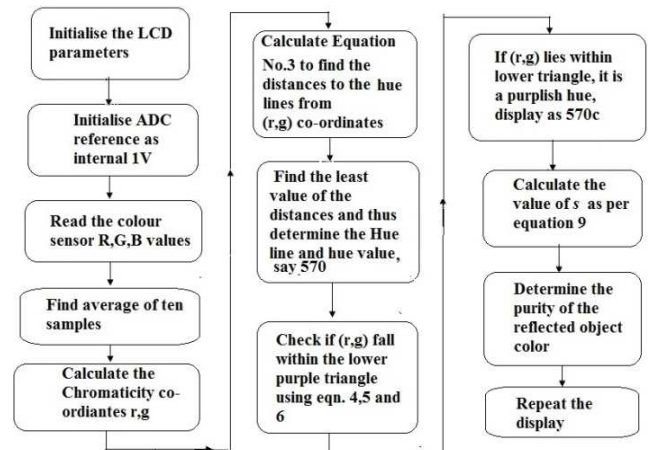 Initialise the LCD
parameters
Initialise ADC
reference as
internal 1V
Read the colour
sensor R,G,B values
Find average of ten
samples
Calculate the
Chromaticity co-
ordiantes r,g
Calculate Equation
No.3 to find the
distances to the hue
lines from
(r,g) co-ordinates
Find the least
value of the
distances and thus
determine the Hue
line and hue value,
say 570
Check if (r,g) fall
within the lower
purple triangle
using eqn. 4,5 and
6
If (r,g) lies within
lower triangle, it is
a purplish hue,
display as 570c
Calculate the
value of s as per
equation 9
Determine the
purity of the
reflected object
color
Repeat the
display